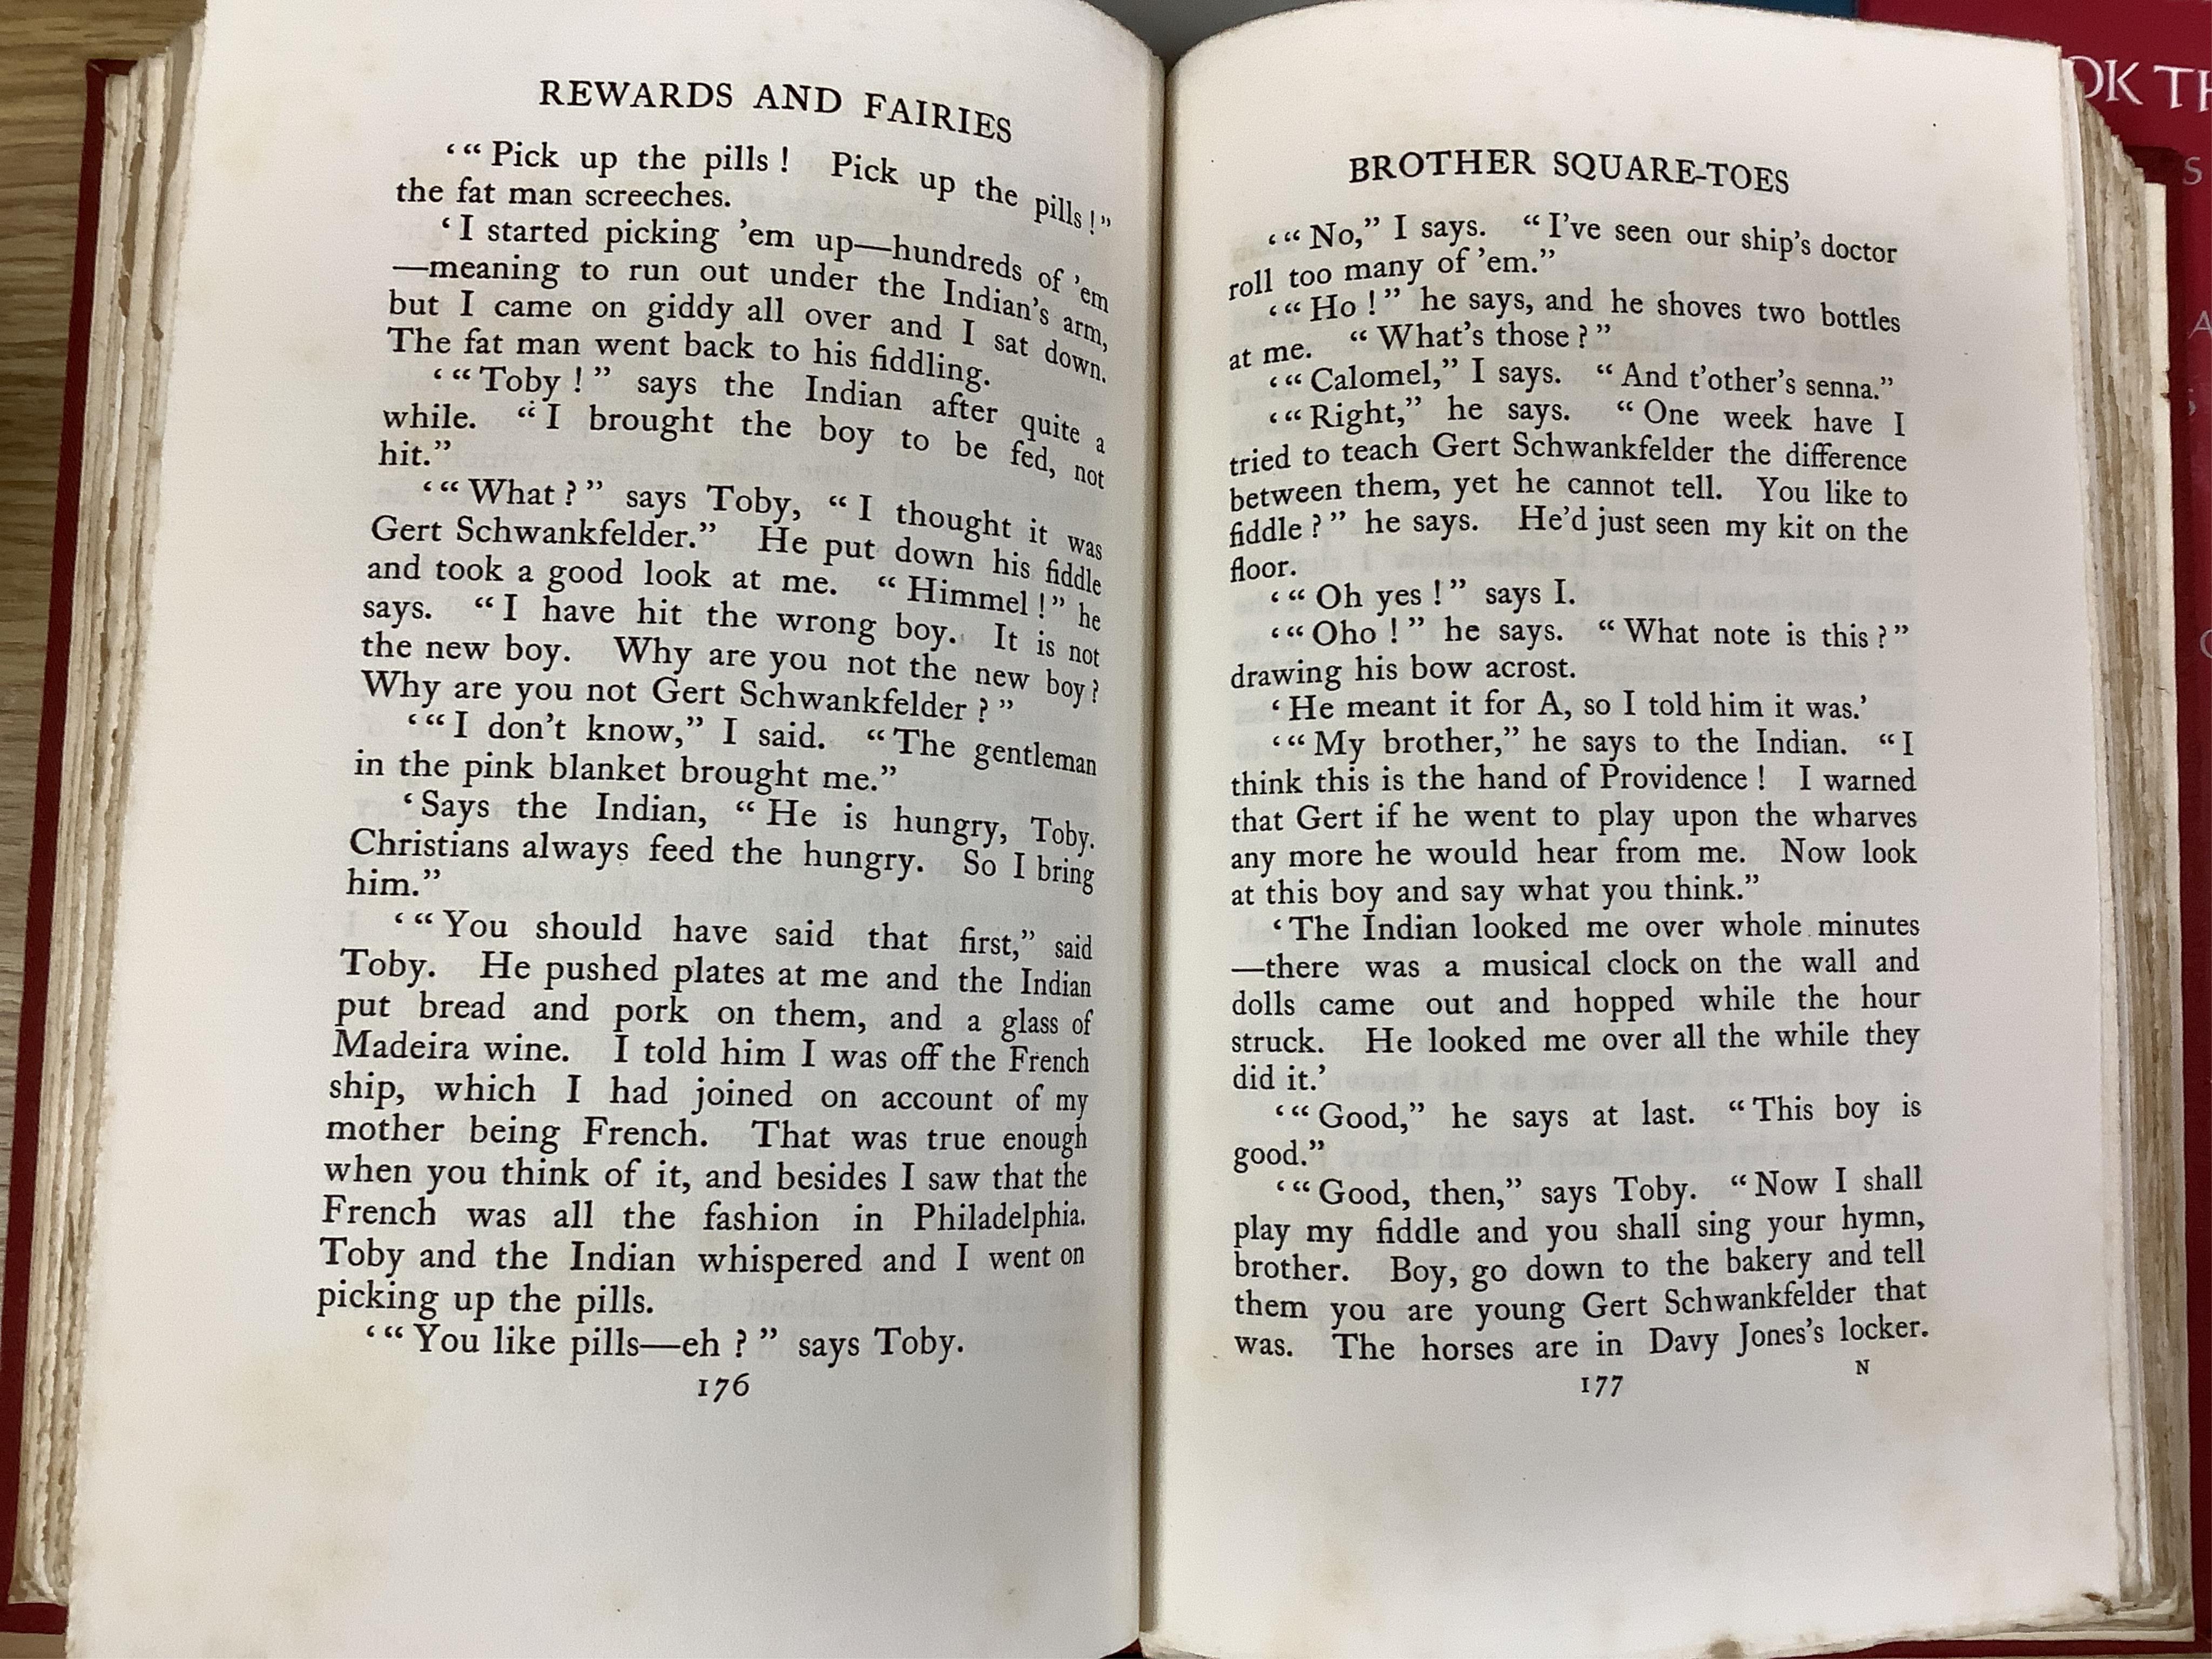 REWARDS AND FAIRIES
‘“Pick up the pills! Pick up the pills!”
the fat man screeches.
‘I started picking ’em up—hundreds of ’em
—meaning to run out under the Indian’s arm,
but I came on giddy all over and I sat down.
The fat man went back to his fiddling.
‘“Toby!” says the Indian after quite a
while. “I brought the boy to be fed, not
hit.”
‘“What?” says Toby, “I thought it was
Gert Schwankfelder.” He put down his fiddle
and took a good look at me. “Himmel!” he
says. “I have hit the wrong boy. It is not
the new boy. Why are you not the new boy?
Why are you not Gert Schwankfelder?”
‘“I don’t know,” I said. “The gentleman
in the pink blanket brought me.”
‘Says the Indian, “He is hungry, Toby.
Christians always feed the hungry. So I bring
him.”
‘“You should have said that first,” said
Toby. He pushed plates at me and the Indian
put bread and pork on them, and a glass of
Madeira wine. I told him I was off the French
ship, which I had joined on account of my
mother being French. That was true enough
when you think of it, and besides I saw that the
French was all the fashion in Philadelphia.
Toby and the Indian whispered and I went on
picking up the pills.
‘“You like pills—eh?” says Toby.
176
BROTHER SQUARE-TOES
‘“No,” I says. “I’ve seen our ship’s doctor
roll too many of ’em.”
‘“Ho!” he says, and he shoves two bottles
at me. “What’s those?”
‘“Calomel,” I says. “And t’other’s senna.”
‘“Right,” he says. “One week have I
tried to teach Gert Schwankfelder the difference
between them, yet he cannot tell. You like to
fiddle?” he says. He’d just seen my kit on the
floor.
‘“Oh yes!” says I.
‘“Oho!” he says. “What note is this?”
drawing his bow acrost.
‘He meant it for A, so I told him it was.’
‘“My brother,” he says to the Indian. “I
think this is the hand of Providence! I warned
that Gert if he went to play upon the wharves
any more he would hear from me. Now look
at this boy and say what you think.”
‘The Indian looked me over whole minutes
—there was a musical clock on the wall and
dolls came out and hopped while the hour
struck. He looked me over all the while they
did it.’
‘“Good,” he says at last. “This boy is
good.”
‘“Good, then,” says Toby. “Now I shall
play my fiddle and you shall sing your hymn,
brother. Boy, go down to the bakery and tell
them you are young Gert Schwankfelder that
was. The horses are in Davy Jones’s locker.
N
177